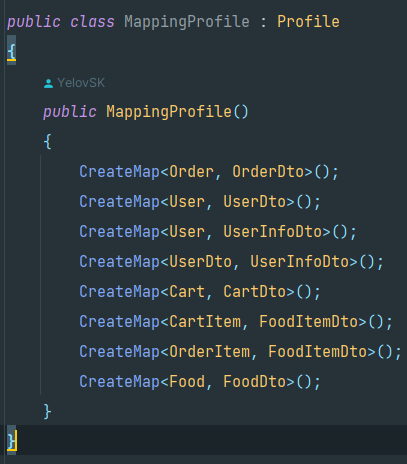 public class MappingProfile : Profile
{
YelovSK
public MappingProfile()
{
CreateMap<Order, OrderDto>();
CreateMap<User, UserDto>();
CreateMap<User, UserInfoDto>();
CreateMap<UserDto, UserInfoDto>();
CreateMap<Cart, CartDto>();
CreateMap<CartItem, FoodItemDto>();
CreateMap<OrderItem, FoodItemDto>();
CreateMap<Food, FoodDto>();
}
}